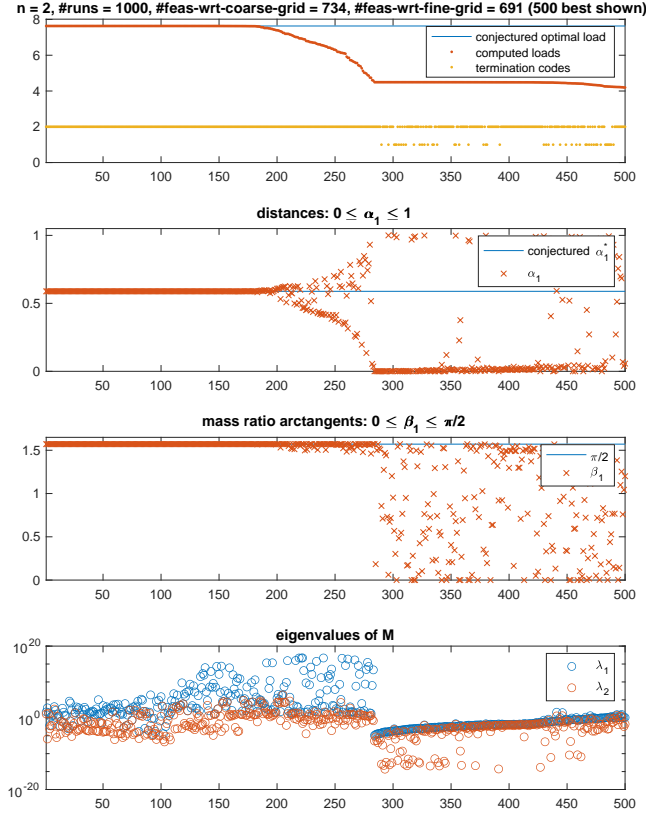 n = 2, #runs = 1000, #feas-wrt-coarse-grid = 734, #feas-wrt-fine-grid = 691 (500 best shown)
8
6
4
2
0
conjectured optimal load
computed loads
termination codes
50 100 150 200 250 300 350 400 450 500
distances: 0 ≤ α₁ ≤ 1
1
0.5
0
conjectured α₁*
α₁
50 100 150 200 250 300 350 400 450 500
mass ratio arctangents: 0 ≤ β₁ ≤ π/2
1.5
1
0.5
0
π/2
β₁
50 100 150 200 250 300 350 400 450 500
eigenvalues of M
10²⁰
10⁰
10⁻²⁰
λ₁
λ₂
50 100 150 200 250 300 350 400 450 500